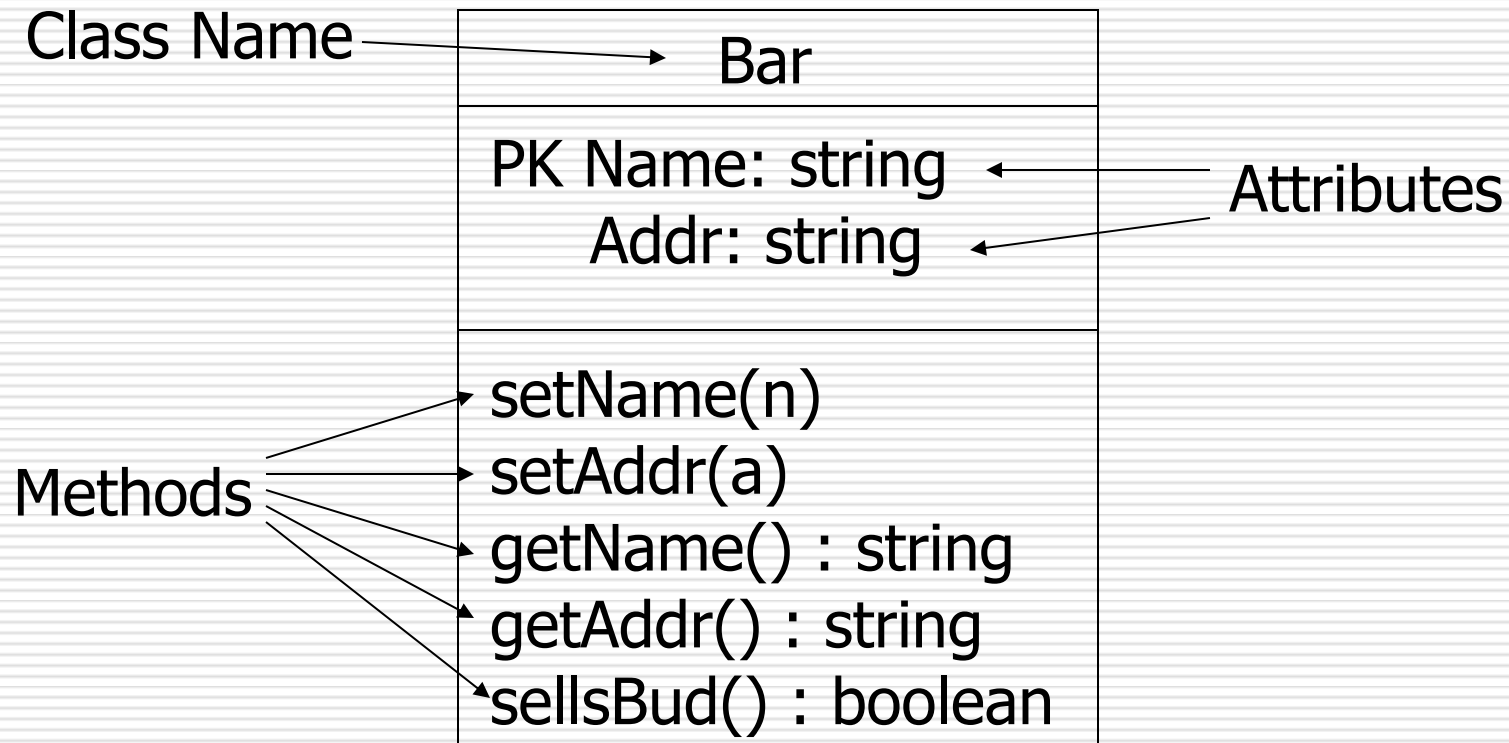 Class Name
Bar
PK Name: string
Addr: string
Attributes
Methods
setName(n)
setAddr(a)
getName() : string
getAddr() : string
sellsBud() : boolean